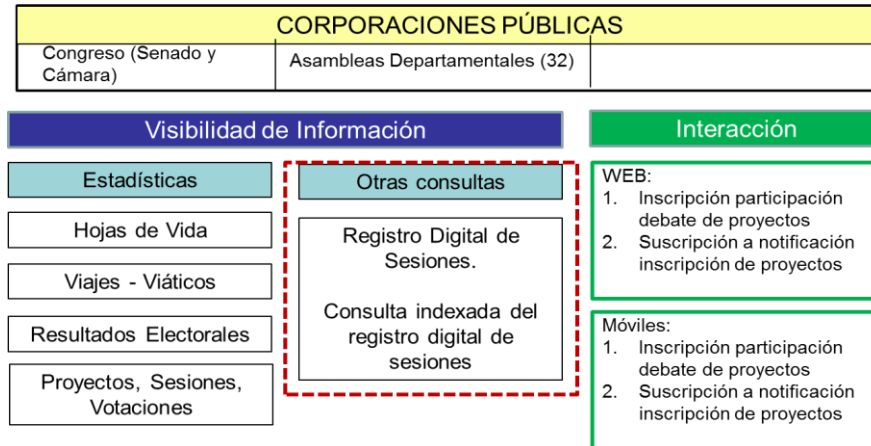 CORPORACIONES PÚBLICAS
Congreso (Senado y
Cámara)
Asambleas Departamentales (32)
Visibilidad de Información
Estadísticas
Hojas de Vida
Viajes - Viáticos
Resultados Electorales
Proyectos, Sesiones,
Votaciones
Otras consultas
Registro Digital de
Sesiones.
Consulta indexada del
registro digital de
sesiones
Interacción
WEB:
1. Inscripción participación
debate de proyectos
2. Suscripción a notificación
inscripción de proyectos
Móviles:
1. Inscripción participación
debate de proyectos
2. Suscripción a notificación
inscripción de proyectos